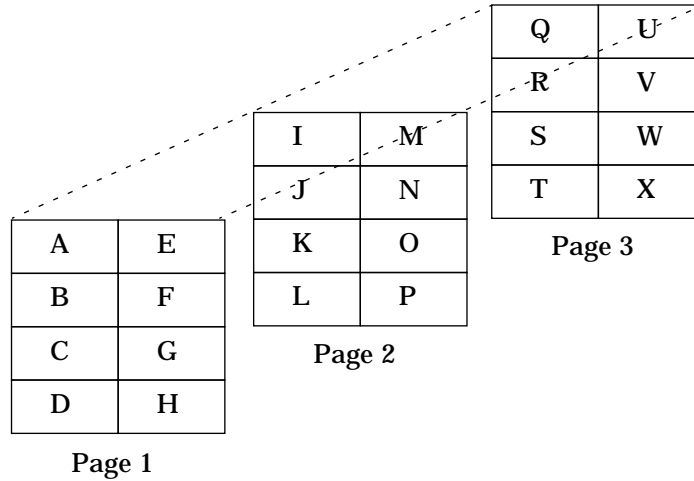 A E
B F
C G
D H
Page 1
I M
J N
K O
L P
Page 2
Q U
R V
S W
T X
Page 3